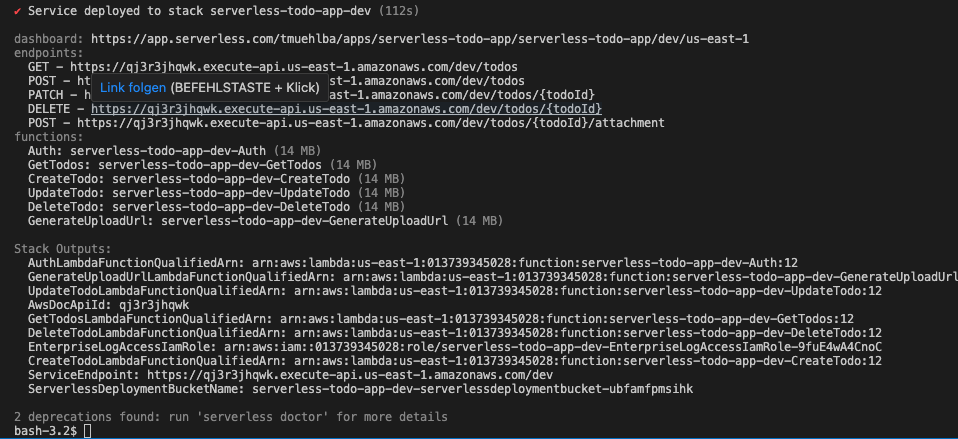 ✔ Service deployed to stack serverless-todo-app-dev (112s)
dashboard: https://app.serverless.com/tmuehlba/apps/serverless-todo-app/serverless-todo-app/dev/us-east-1
endpoints:
GET - https://qj3r3jhqwk.execute-api.us-east-1.amazonaws.com/dev/todos
POST - https://qj3r3jhqwk.execute-api.us-east-1.amazonaws.com/dev/todos
Link folgen (BEFEHLSTASTE + Klick)
PATCH - h st-1.amazonaws.com/dev/todos/{todoId}
DELETE - https://qj3r3jhqwk.execute-api.us-east-1.amazonaws.com/dev/todos/{todoId}
POST - https://qj3r3jhqwk.execute-api.us-east-1.amazonaws.com/dev/todos/{todoId}/attachment
functions:
Auth: serverless-todo-app-dev-Auth (14 MB)
GetTodos: serverless-todo-app-dev-GetTodos (14 MB)
CreateTodo: serverless-todo-app-dev-CreateTodo (14 MB)
UpdateTodo: serverless-todo-app-dev-UpdateTodo (14 MB)
DeleteTodo: serverless-todo-app-dev-DeleteTodo (14 MB)
GenerateUploadUrl: serverless-todo-app-dev-GenerateUploadUrl (14 MB)
Stack Outputs:
AuthLambdaFunctionQualifiedArn: arn:aws:lambda:us-east-1:013739345028:function:serverless-todo-app-dev-Auth:12
GenerateUploadUrlLambdaFunctionQualifiedArn: arn:aws:lambda:us-east-1:013739345028:function:serverless-todo-app-dev-GenerateUploadUrl
UpdateTodoLambdaFunctionQualifiedArn: arn:aws:lambda:us-east-1:013739345028:function:serverless-todo-app-dev-UpdateTodo:12
AwsDocApiId: qj3r3jhqwk
GetTodosLambdaFunctionQualifiedArn: arn:aws:lambda:us-east-1:013739345028:function:serverless-todo-app-dev-GetTodos:12
DeleteTodoLambdaFunctionQualifiedArn: arn:aws:lambda:us-east-1:013739345028:function:serverless-todo-app-dev-DeleteTodo:12
EnterpriseLogAccessIamRole: arn:aws:iam::013739345028:role/serverless-todo-app-dev-EnterpriseLogAccessIamRole-9fuE4wA4CnoC
CreateTodoLambdaFunctionQualifiedArn: arn:aws:lambda:us-east-1:013739345028:function:serverless-todo-app-dev-CreateTodo:12
ServiceEndpoint: https://qj3r3jhqwk.execute-api.us-east-1.amazonaws.com/dev
ServerlessDeploymentBucketName: serverless-todo-app-dev-serverlessdeploymentbucket-ubfamfpmsihk
2 deprecations found: run 'serverless doctor' for more details
bash-3.2$